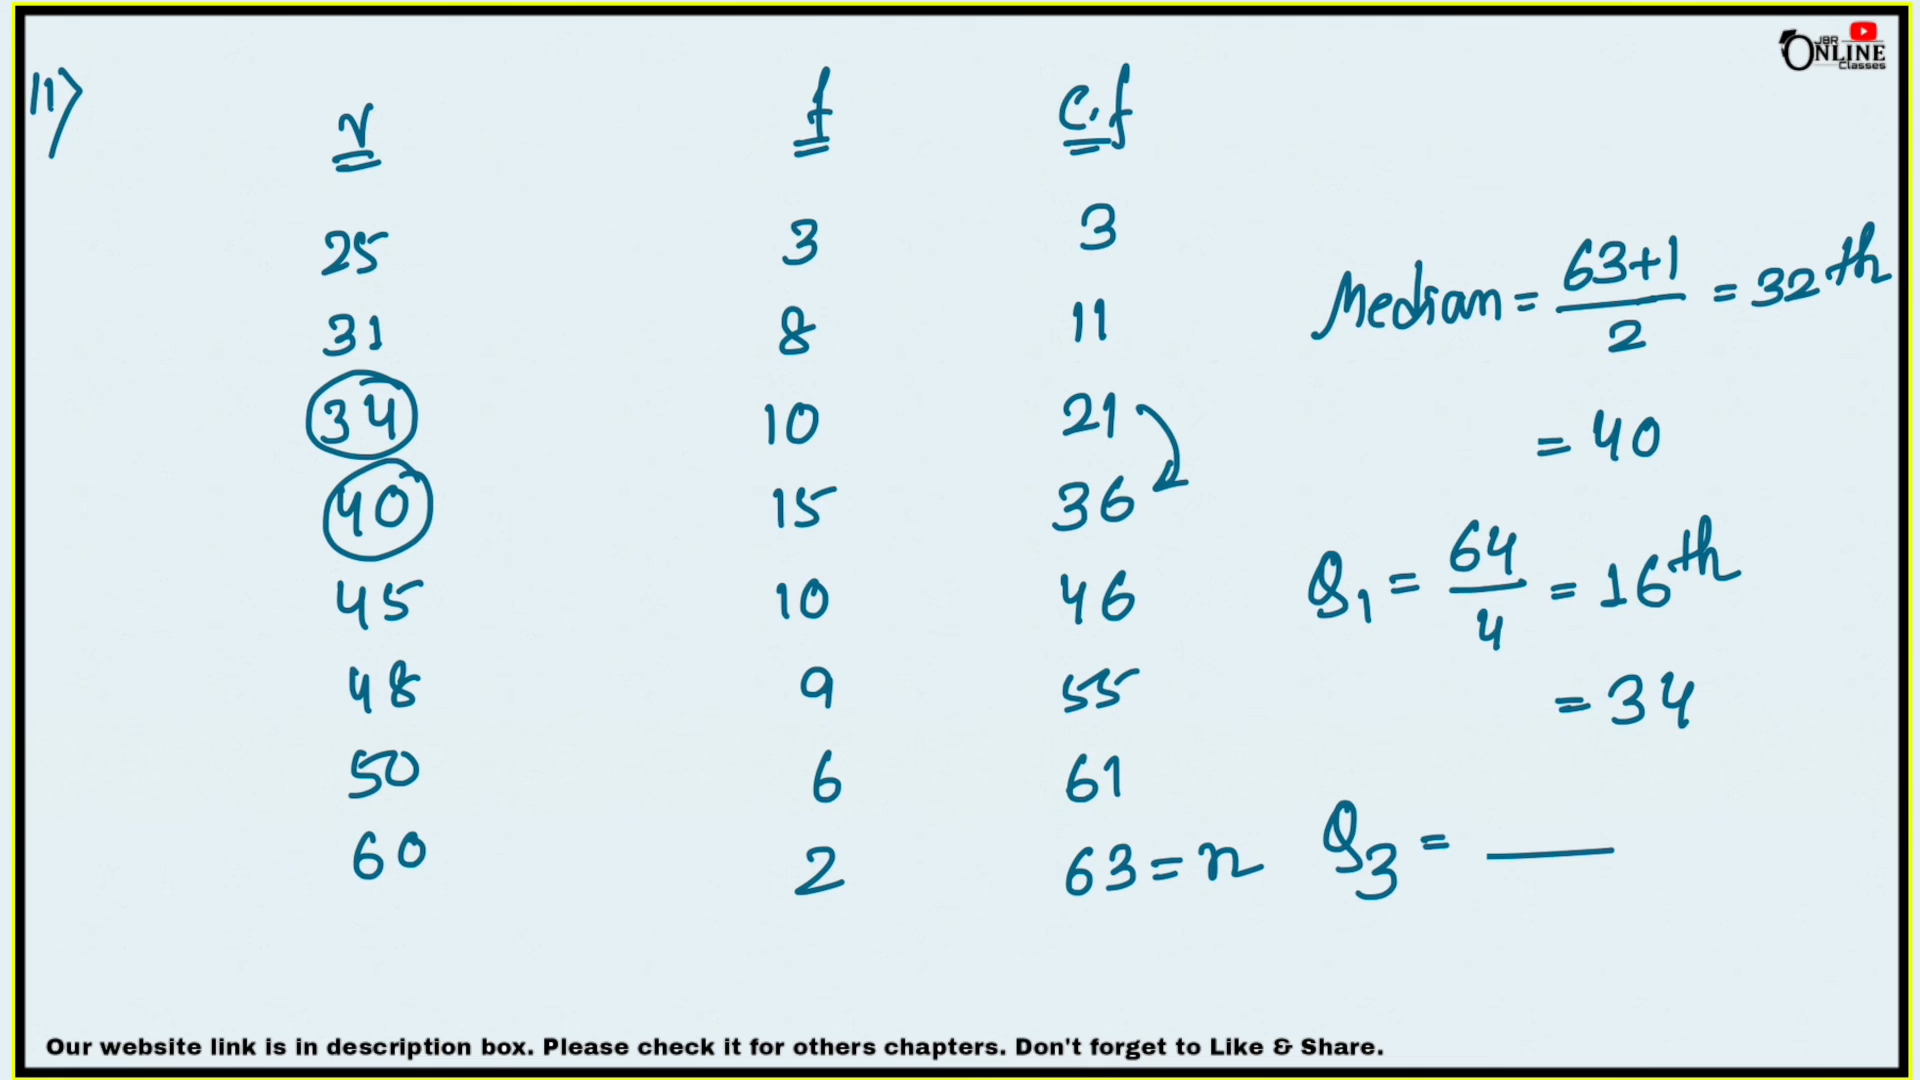 JBR
ONLINE
Classes
11)
x f c.f
25 3 3
31 8 11
34 10 21
40 15 36
45 10 46
48 9 55
50 6 61
60 2 63 = n
Median = 63+1 / 2 = 32th
= 40
Q1 = 64 / 4 = 16th
= 34
Q3 =
Our website link is in description box. Please check it for others chapters. Don't forget to Like & Share.